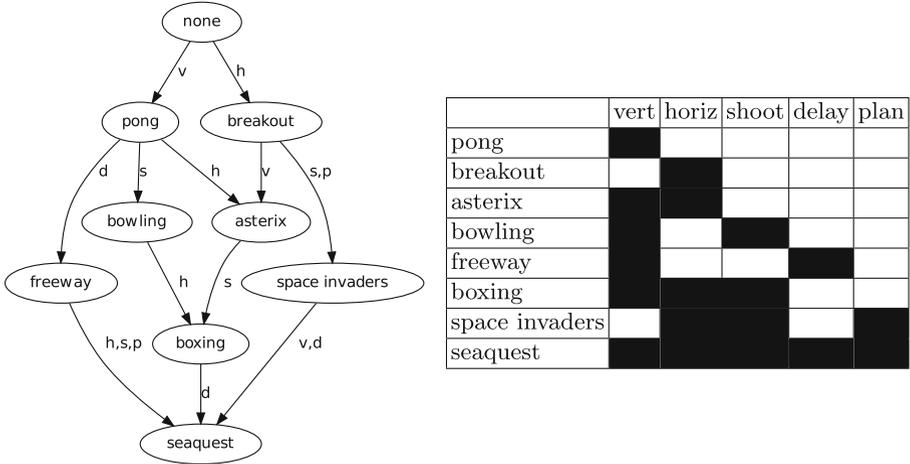 none
v
h
pong
breakout
d
s
h
v
s,p
bowling
asterix
freeway
h
s
space invaders
h,s,p
boxing
v,d
d
seaquest
vert horiz shoot delay plan
pong
breakout
asterix
bowling
freeway
boxing
space invaders
seaquest